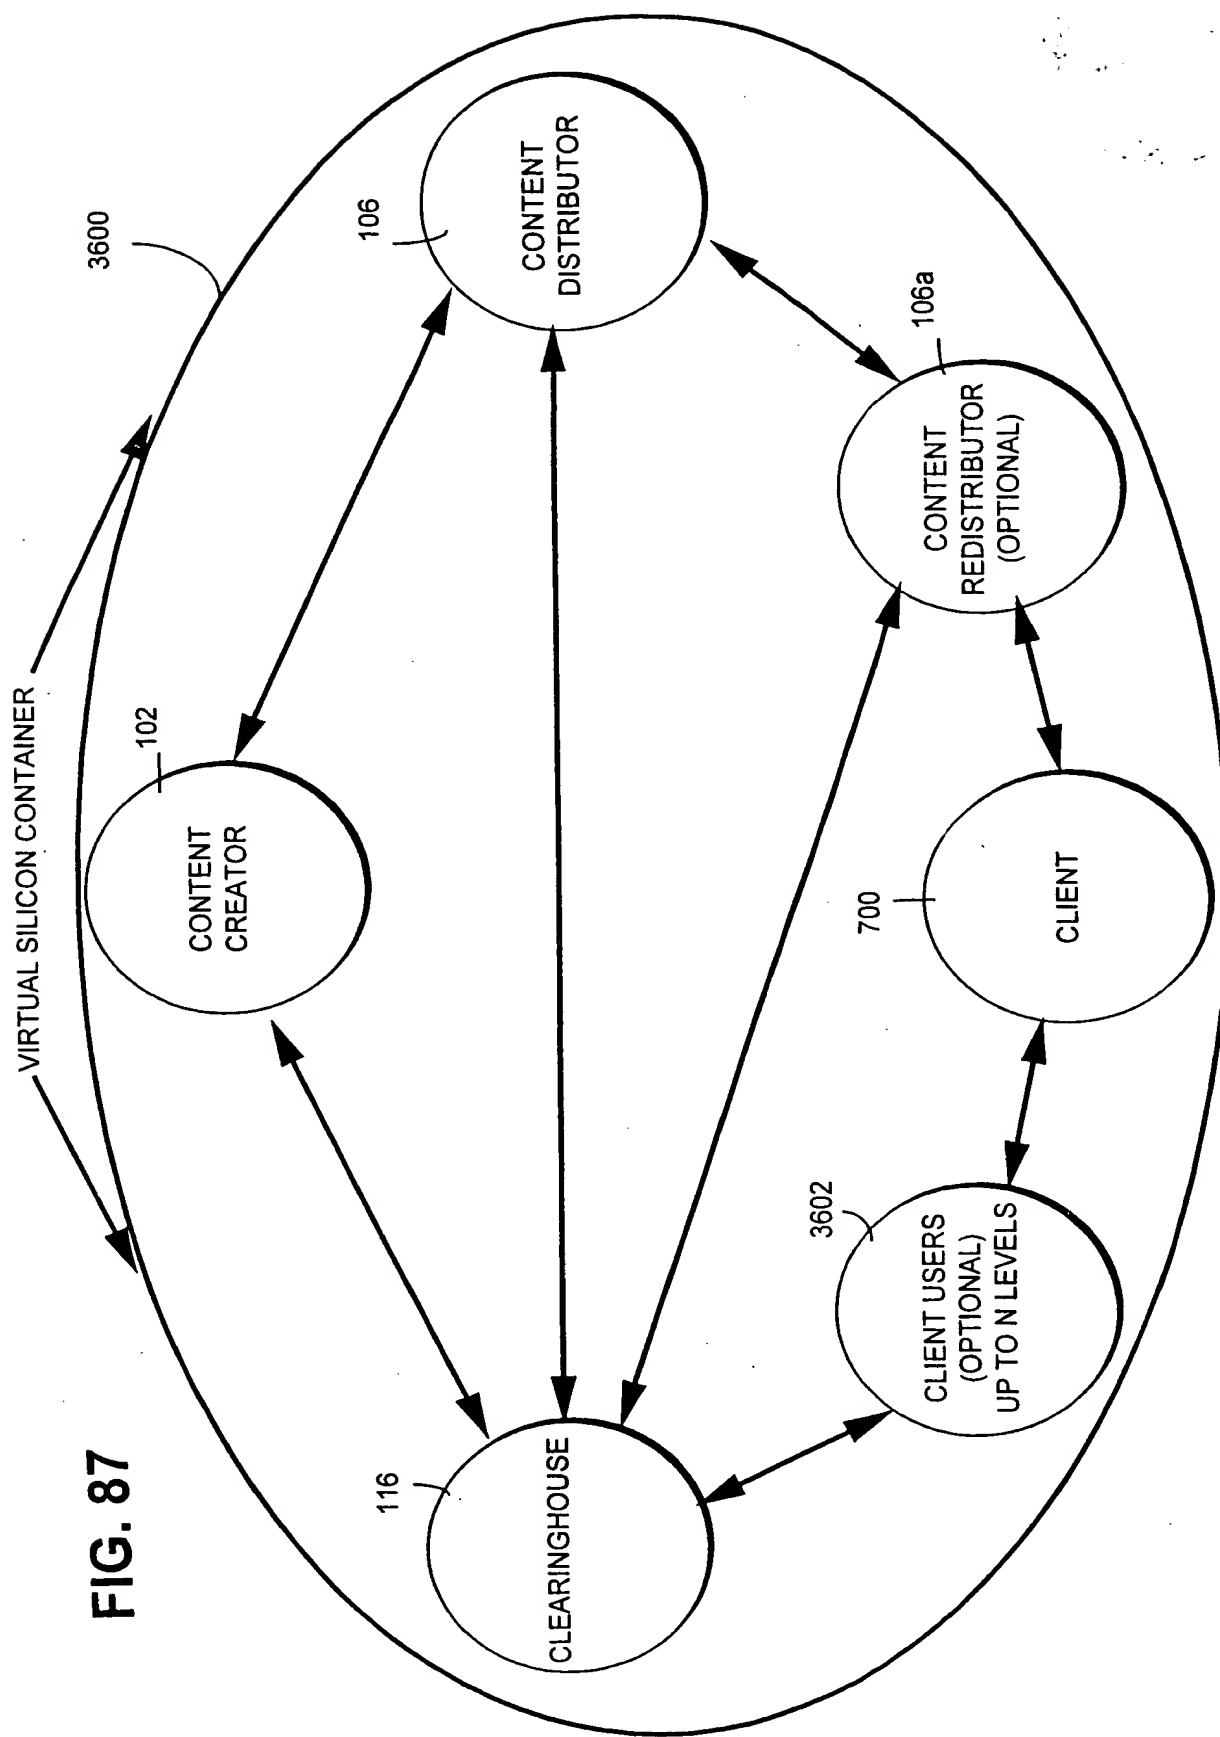 FIG. 87
VIRTUAL SILICON CONTAINER
3600
102
CONTENT
CREATOR
106
CONTENT
DISTRIBUTOR
116
CLEARINGHOUSE
106a
CONTENT
REDISTRIBUTOR
(OPTIONAL)
3602
CLIENT USERS
(OPTIONAL)
UP TO N LEVELS
700
CLIENT